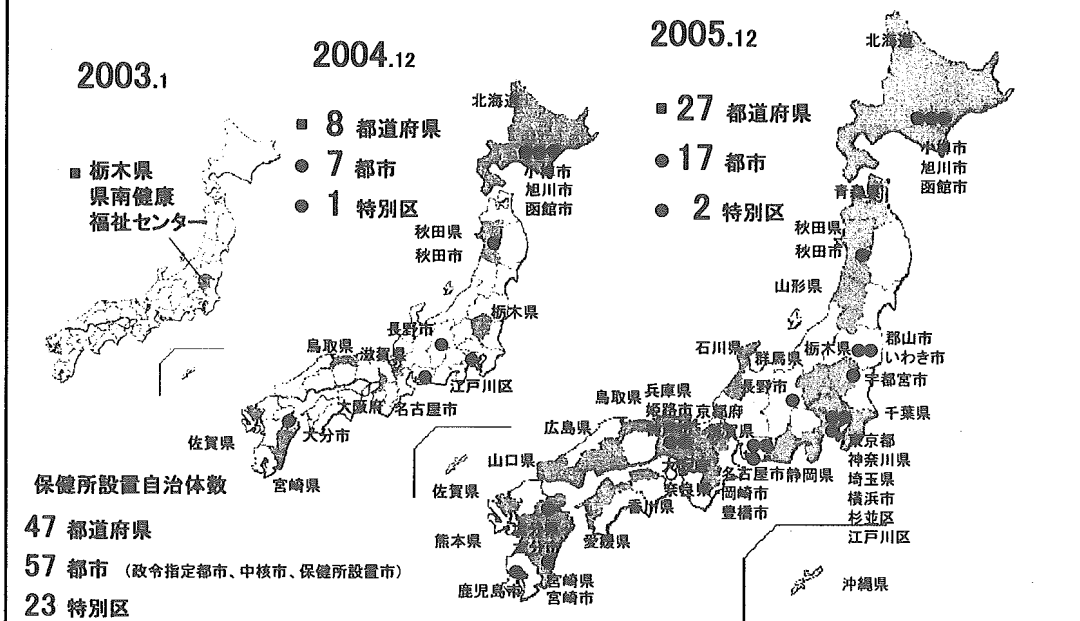 2003.1
■ 栃木県
県南健康
福祉センター
2004.12
■ 8 都道府県
● 7 都市
● 1 特別区
北海道
小樽市
旭川市
函館市
秋田県
秋田市
栃木県
長野市
鳥取県
滋賀県
江戸川区
大阪府
名古屋市
佐賀県
大分市
宮崎県
保健所設置自治体数
47 都道府県
57 都市 (政令指定都市、中核市、保健所設置市)
23 特別区
2005.12
■ 27 都道府県
● 17 都市
● 2 特別区
北海道
小樽市
旭川市
函館市
青森県
秋田県
秋田市
山形県
郡山市
いわき市
石川県
群馬県
栃木県
宇都宮市
長野市
千葉県
兵庫県
鳥取県
姫路市
京都府
広島県
山口県
名古屋市
岡崎市
豊橋市
静岡県
東京都
神奈川県
埼玉県
横浜市
杉並区
江戸川区
奈良県
香川県
佐賀県
愛媛県
熊本県
鹿児島市
宮崎県
宮崎市
沖縄県